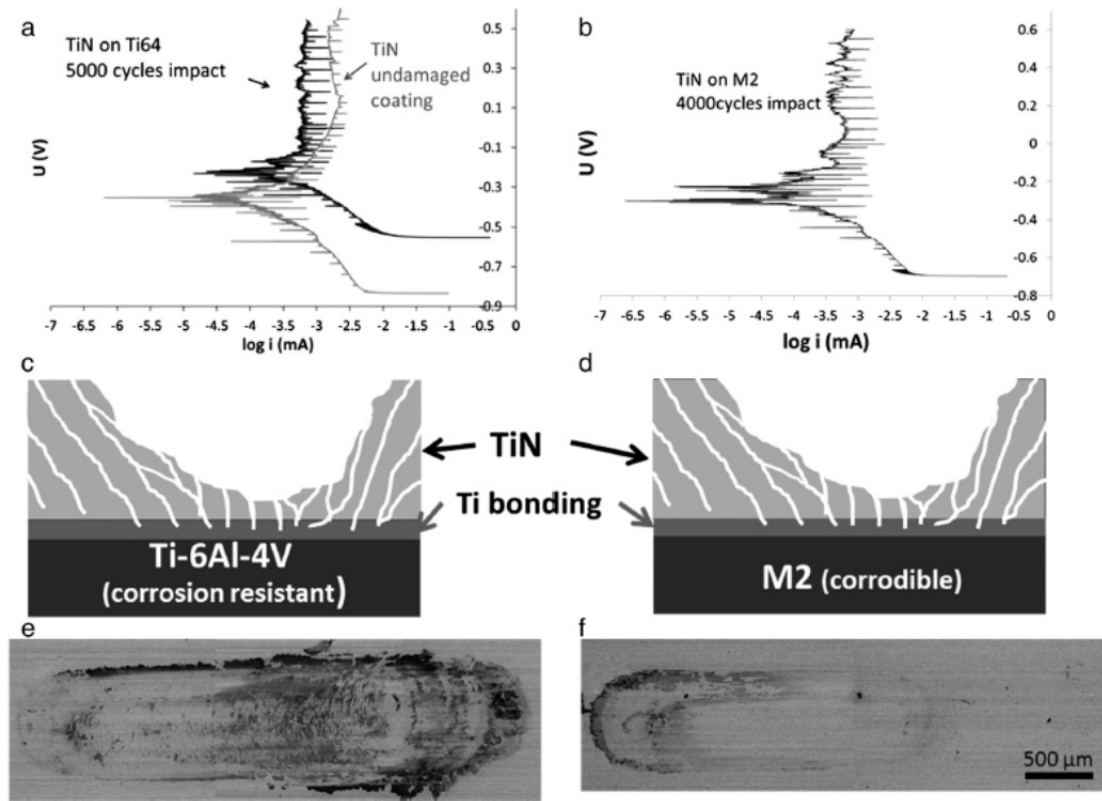 a
TiN on Ti64
5000 cycles impact
TiN
undamaged
coating
U (V)
0.5
0.3
0.1
-0.1
-0.3
-0.5
-0.7
-0.9
-7 -6.5 -6 -5.5 -5 -4.5 -4 -3.5 -3 -2.5 -2 -1.5 -1 -0.5 0
log i (mA)
b
TiN on M2
4000cycles impact
U (V)
0.6
0.4
0.2
0
-0.2
-0.4
-0.6
-0.8
-7 -6.5 -6 -5.5 -5 -4.5 -4 -3.5 -3 -2.5 -2 -1.5 -1 -0.5 0
log i (mA)
c
d
TiN
Ti bonding
Ti-6Al-4V
(corrosion resistant)
M2 (corrodible)
e
f
500 µm